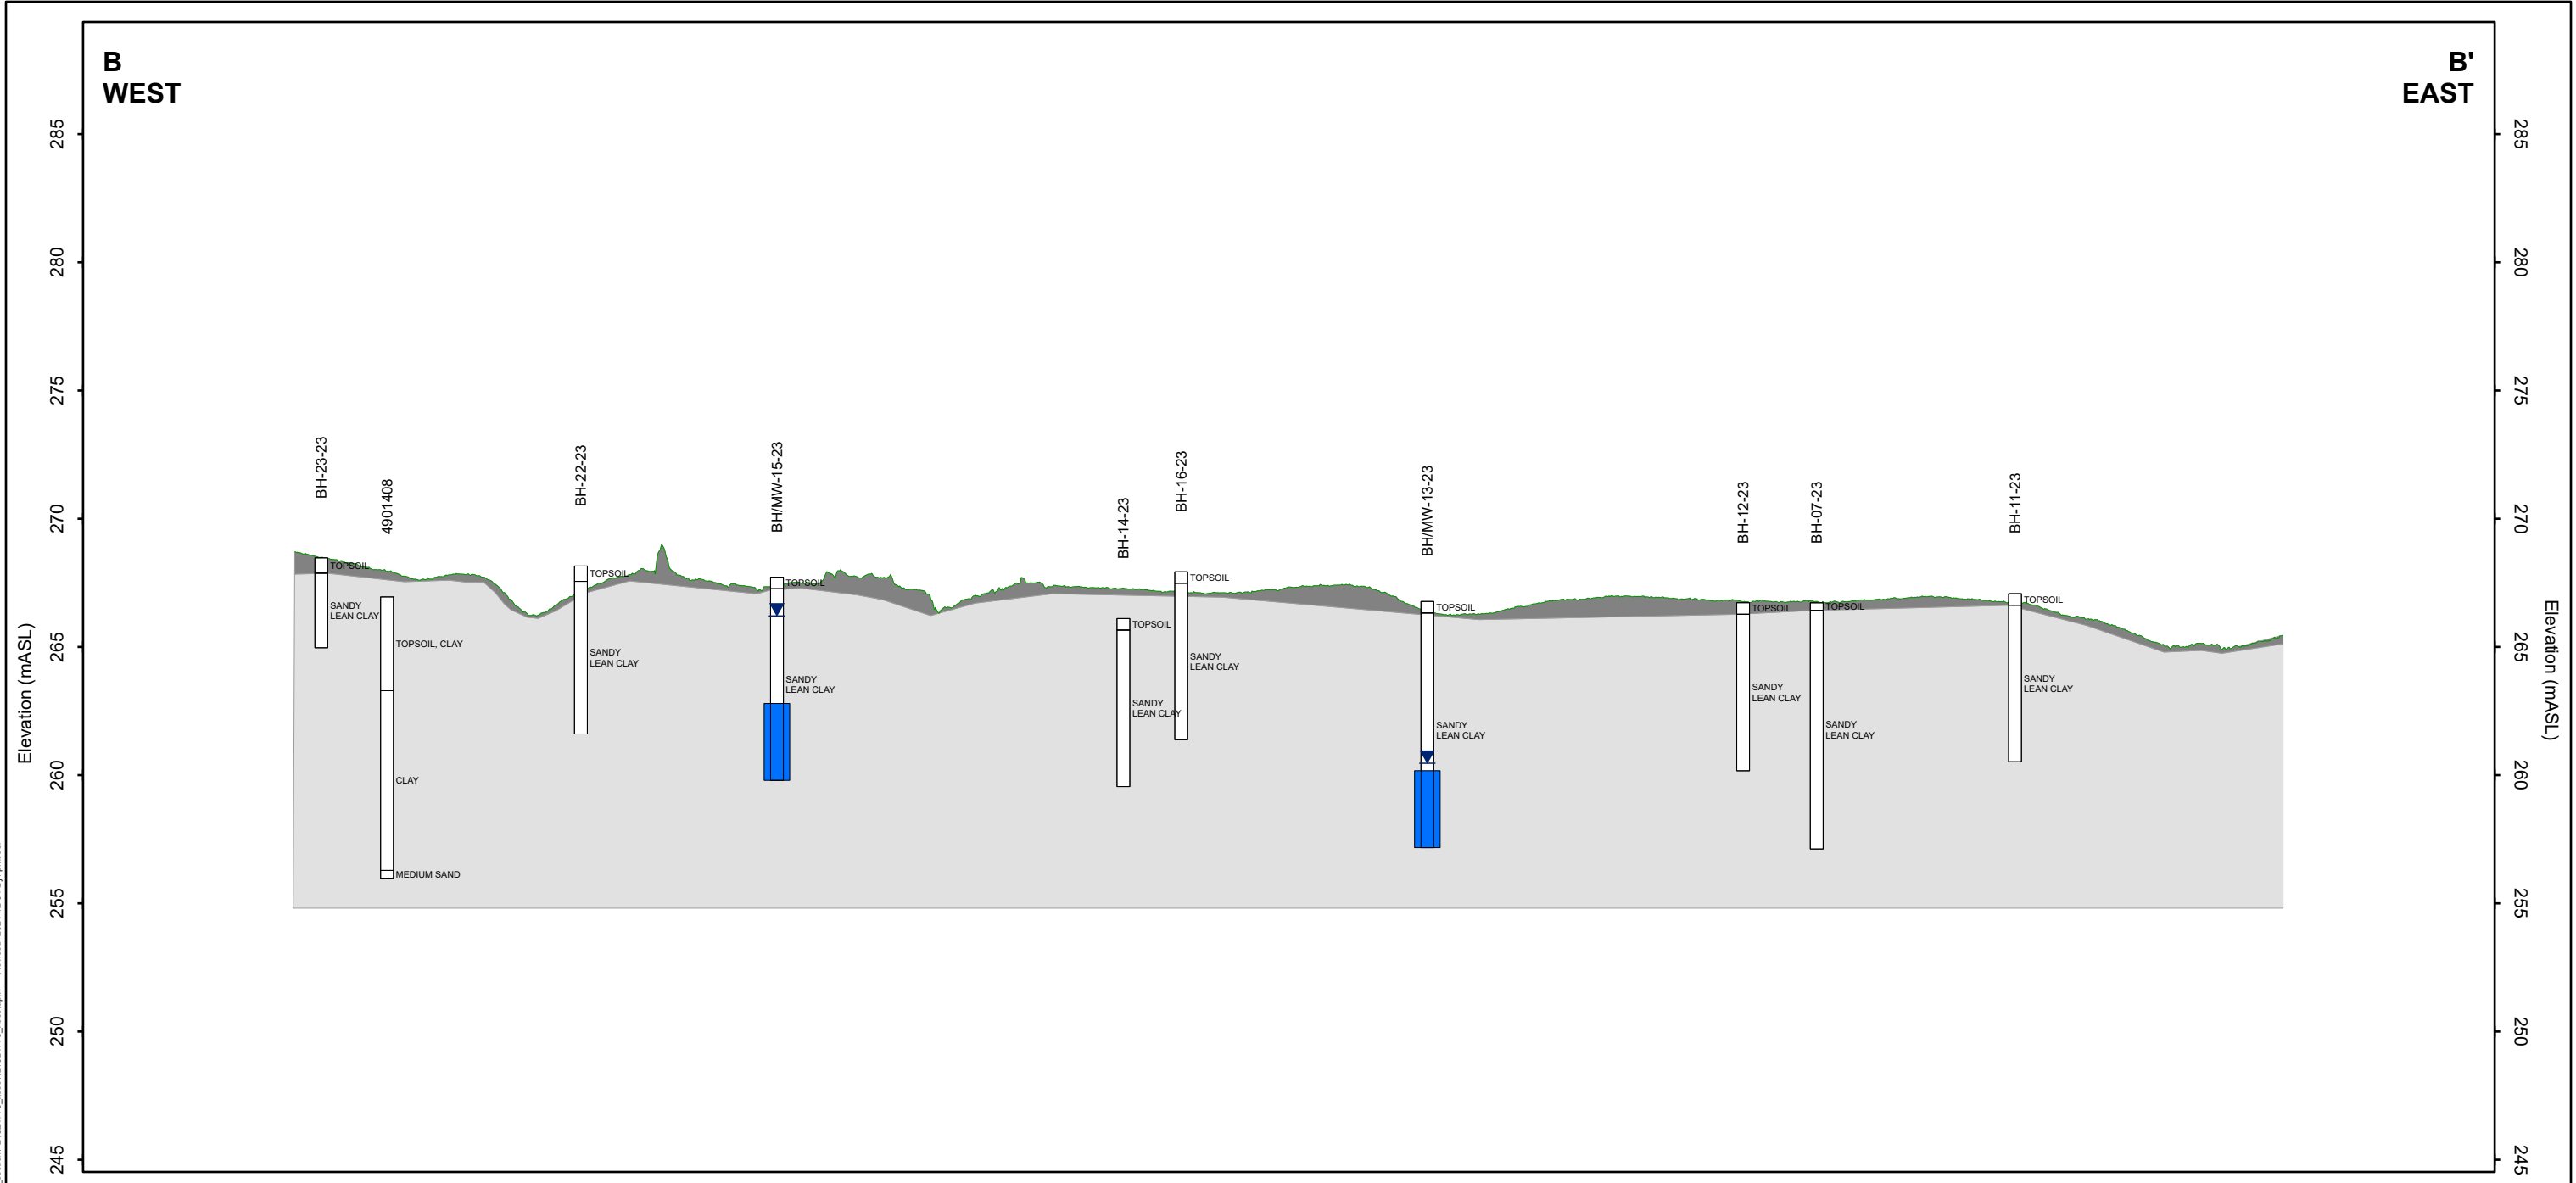 B
WEST
B'
EAST
285
280
275
270
265
260
255
250
245
Elevation (mASL)
285
280
275
270
265
260
255
250
245
Elevation (mASL)
BH-23-23
TOPSOIL
SANDY
LEAN CLAY
4901408
TOPSOIL, CLAY
CLAY
MEDIUM SAND
BH-22-23
TOPSOIL
SANDY
LEAN CLAY
BH/MW-15-23
TOPSOIL
SANDY
LEAN CLAY
BH-14-23
TOPSOIL
SANDY
LEAN CLAY
BH-16-23
TOPSOIL
SANDY
LEAN CLAY
BH/MW-13-23
TOPSOIL
SANDY
LEAN CLAY
BH-12-23
TOPSOIL
SANDY
LEAN CLAY
BH-07-23
TOPSOIL
SANDY
LEAN CLAY
BH-11-23
TOPSOIL
SANDY
LEAN CLAY